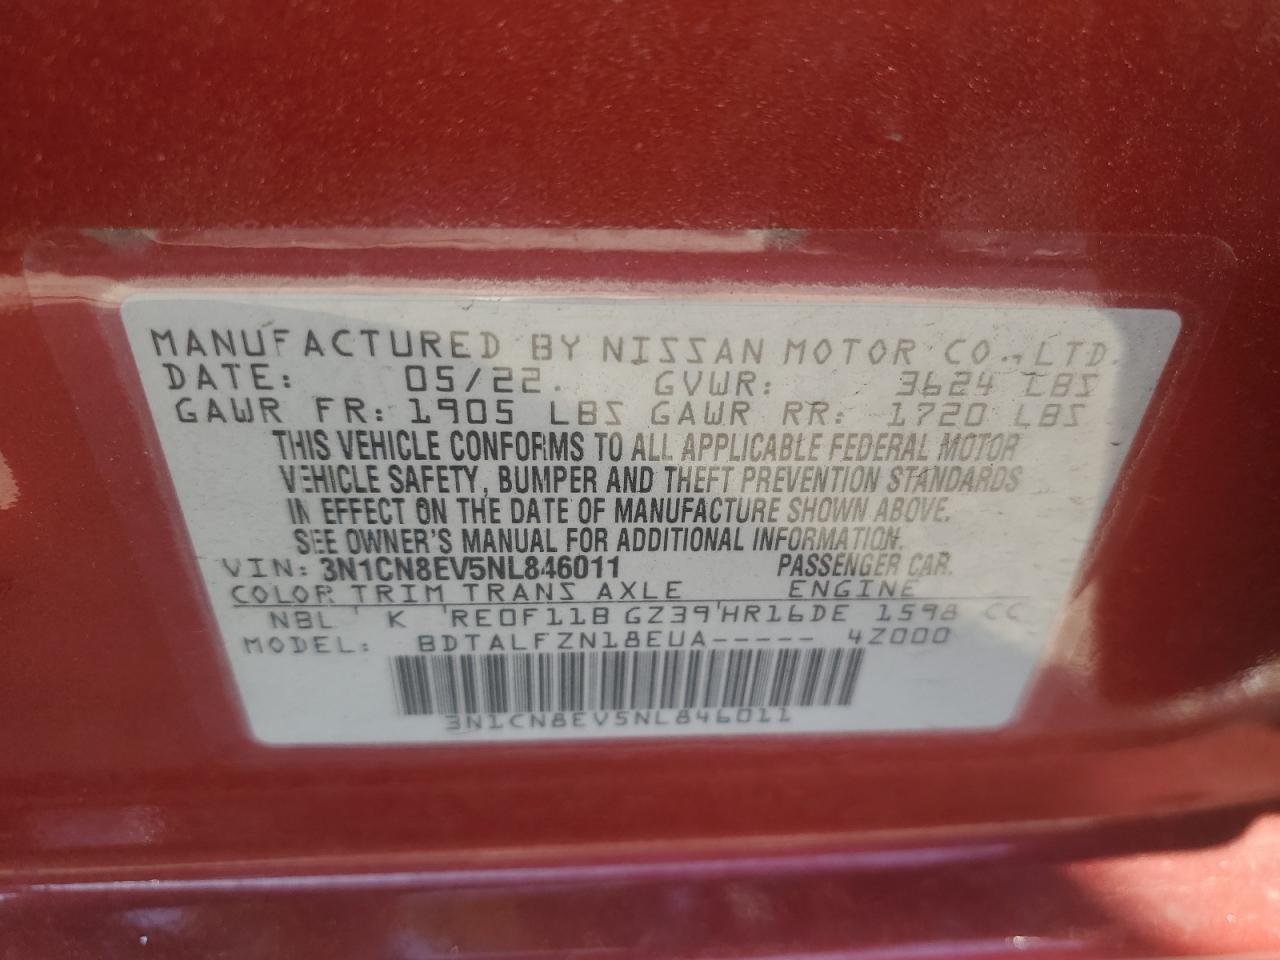 MANUFACTURED BY NISSAN MOTOR CO.,LTD.
DATE: 05/22. GVWR: 3624 LBS
GAWR FR: 1905 LBS GAWR RR: 1720 LBS
THIS VEHICLE CONFORMS TO ALL APPLICABLE FEDERAL MOTOR
VEHICLE SAFETY, BUMPER AND THEFT PREVENTION STANDARDS
IN EFFECT ON THE DATE OF MANUFACTURE SHOWN ABOVE.
SEE OWNER'S MANUAL FOR ADDITIONAL INFORMATION.
VIN: 3N1CN8EV5NL846011 PASSENGER CAR.
COLOR TRIM TRANS AXLE ENGINE
NBL ' K 'RE0F11B GZ39'HR16DE 1598 CC
MODEL: BDTALFZN18EUA----- 4Z000
3N1CN8EV5NL846011